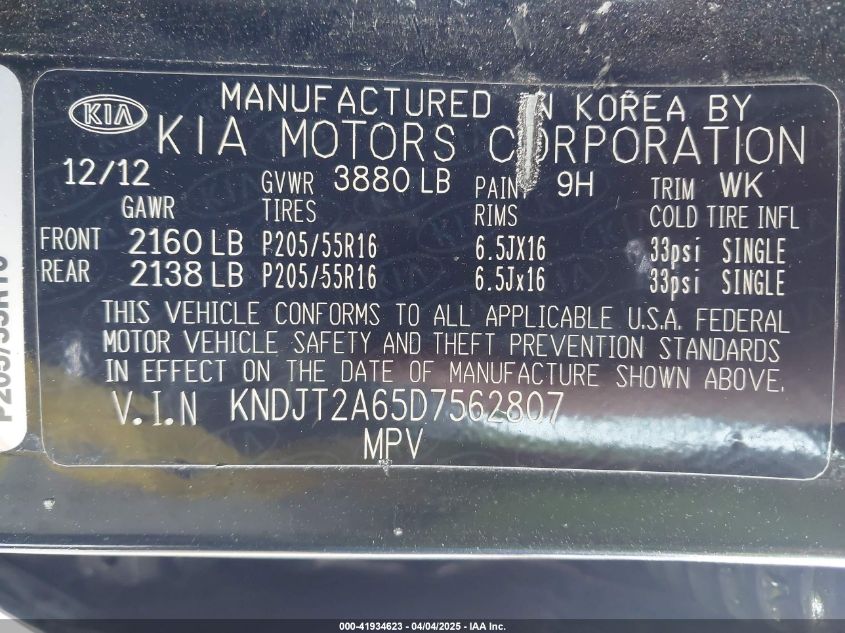 KIA
MANUFACTURED IN KOREA BY
KIA MOTORS CORPORATION
12/12 GVWR 3880 LB PAINT 9H TRIM WK
GAWR TIRES RIMS COLD TIRE INFL
FRONT 2160 LB P205/55R16 6.5JX16 33psi SINGLE
REAR 2138 LB P205/55R16 6.5Jx16 33psi SINGLE
THIS VEHICLE CONFORMS TO ALL APPLICABLE U.S.A. FEDERAL
MOTOR VEHICLE SAFETY AND THEFT PREVENTION STANDARDS
IN EFFECT ON THE DATE OF MANUFACTURE SHOWN ABOVE.
V.I.N KNDJT2A65D7562807
MPV
P205/55R16
000-41934623 - 04/04/2025 - IAA Inc.